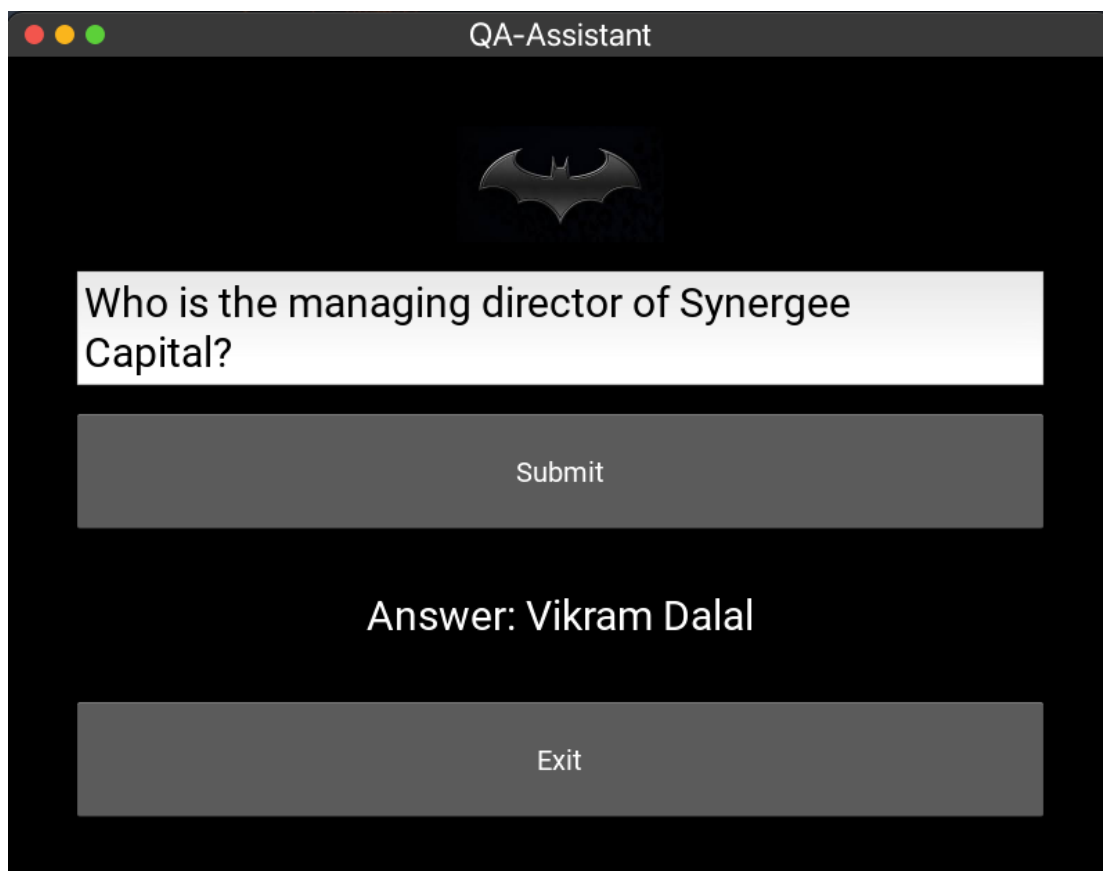 QA-Assistant
Who is the managing director of Synergee
Capital?
Submit
Answer: Vikram Dalal
Exit